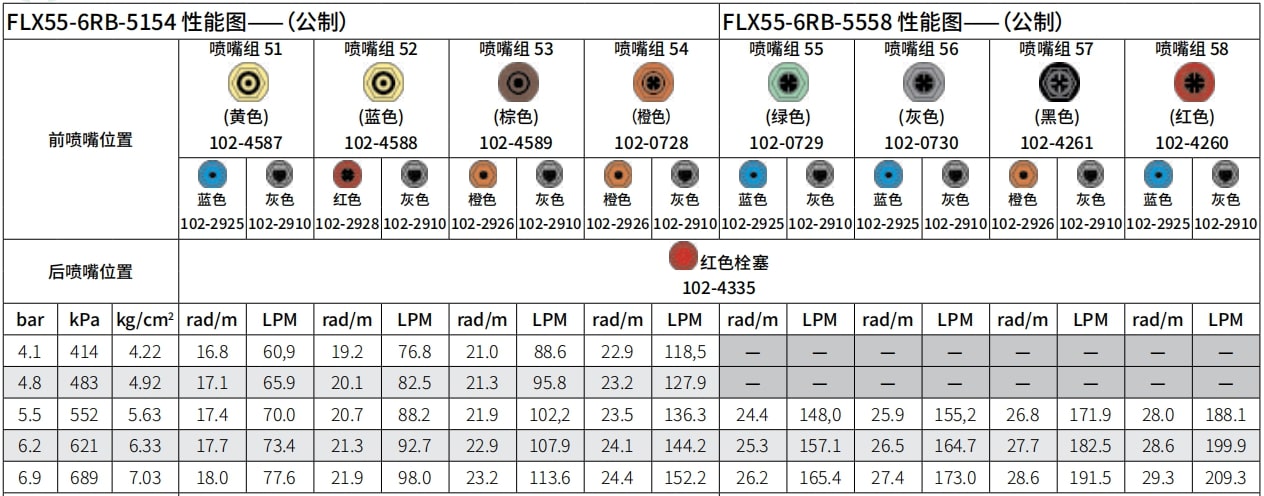 FLX55-6RB-5154 性能图——（公制） FLX55-6RB-5558 性能图——（公制）
喷嘴组 51 喷嘴组 52 喷嘴组 53 喷嘴组 54 喷嘴组 55 喷嘴组 56 喷嘴组 57 喷嘴组 58
(黄色) (蓝色) (棕色) (橙色) (绿色) (灰色) (黑色) (红色)
前喷嘴位置
102-4587 102-4588 102-4589 102-0728 102-0729 102-0730 102-4261 102-4260
蓝色 灰色 红色 灰色 橙色 灰色 橙色 灰色 蓝色 灰色 蓝色 灰色 橙色 灰色 蓝色 灰色
102-2925 102-2910 102-2928 102-2910 102-2926 102-2910 102-2926 102-2910 102-2925 102-2910 102-2925 102-2910 102-2926 102-2910 102-2925 102-2910
后喷嘴位置 红色栓塞
102-4335
bar kPa kg/cm² rad/m LPM rad/m LPM rad/m LPM rad/m LPM rad/m LPM rad/m LPM rad/m LPM rad/m LPM
4.1 414 4.22 16.8 60,9 19.2 76.8 21.0 88.6 22.9 118,5 — — — — — — — —
4.8 483 4.92 17.1 65.9 20.1 82.5 21.3 95.8 23.2 127.9 — — — — — — — —
5.5 552 5.63 17.4 70.0 20.7 88.2 21.9 102,2 23.5 136.3 24.4 148,0 25.9 155,2 26.8 171.9 28.0 188.1
6.2 621 6.33 17.7 73.4 21.3 92.7 22.9 107.9 24.1 144.2 25.3 157.1 26.5 164.7 27.7 182.5 28.6 199.9
6.9 689 7.03 18.0 77.6 21.9 98.0 23.2 113.6 24.4 152.2 26.2 165.4 27.4 173.0 28.6 191.5 29.3 209.3